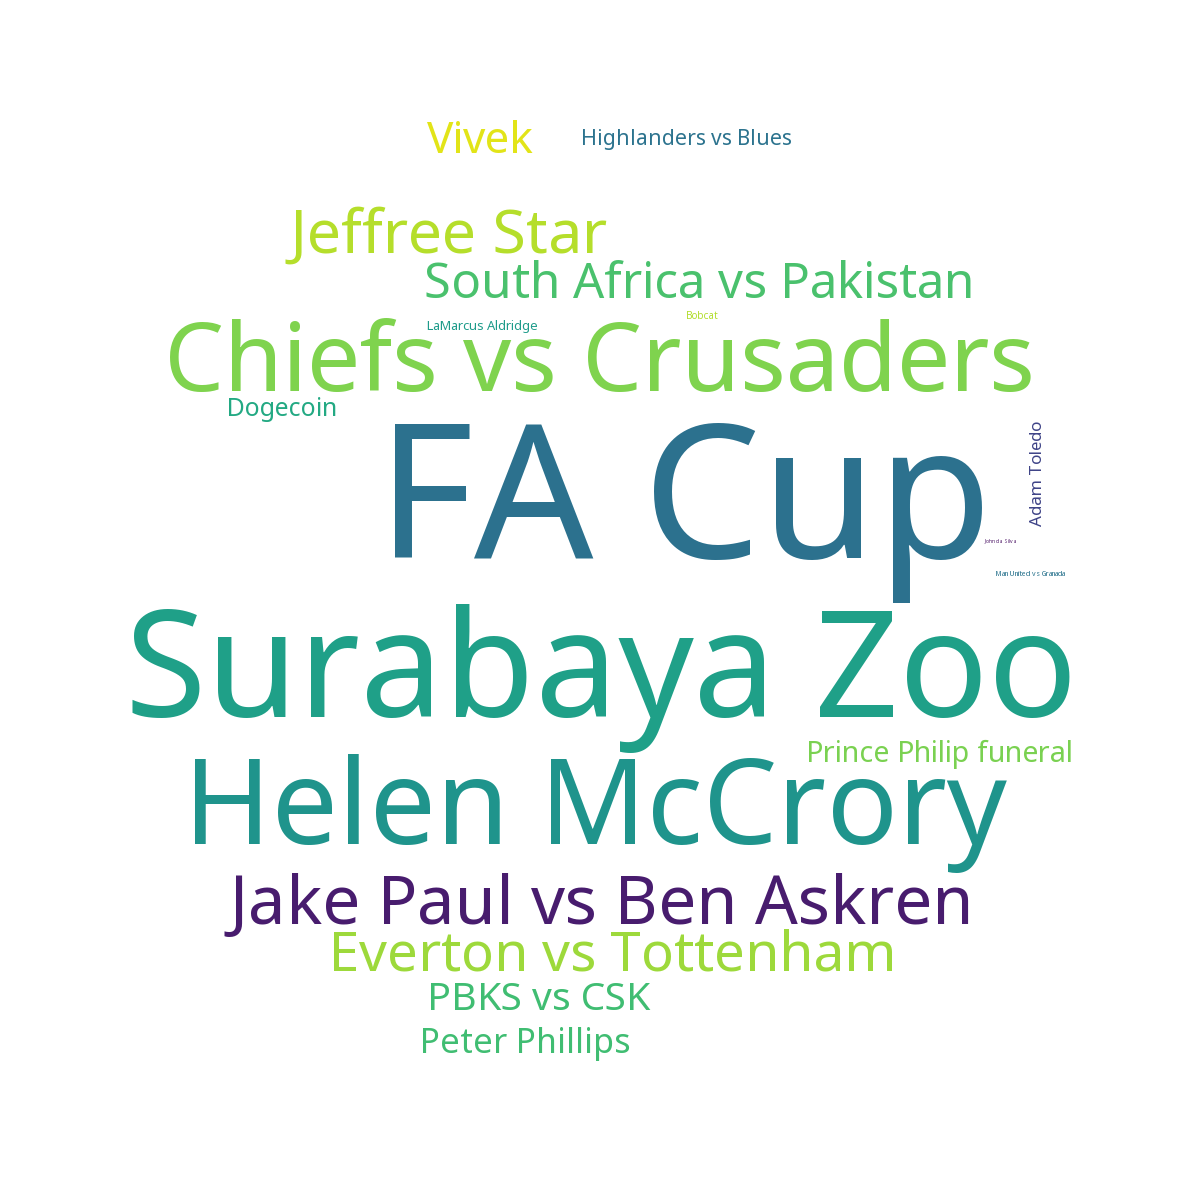 Vivek
Highlanders vs Blues
Jeffree Star
South Africa vs Pakistan
Bobcat
LaMarcus Aldridge
Chiefs vs Crusaders
Dogecoin
FA Cup
Adam Toledo
Johncla Silva
Man United vs Granada
Surabaya Zoo
Prince Philip funeral
Helen McCrory
Jake Paul vs Ben Askren
Everton vs Tottenham
PBKS vs CSK
Peter Phillips